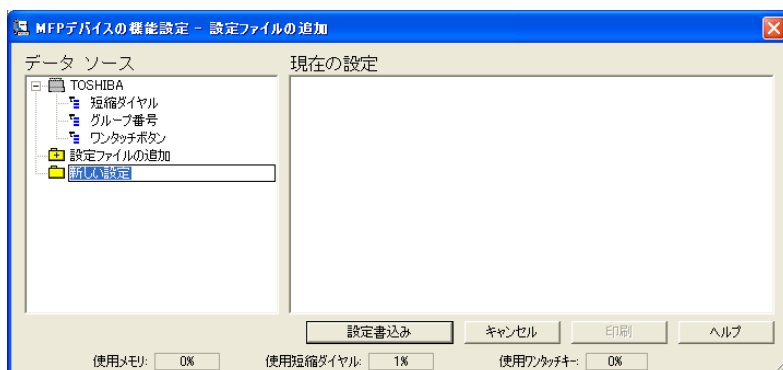 MFPデバイスの機能設定 - 設定ファイルの追加
データ ソース
現在の設定
TOSHIBA
短縮ダイヤル
グループ番号
ワンタッチボタン
設定ファイルの追加
新しい設定
設定書込み キャンセル 印刷 ヘルプ
使用メモリ: 0% 使用短縮ダイヤル: 1% 使用ワンタッチキー: 0%